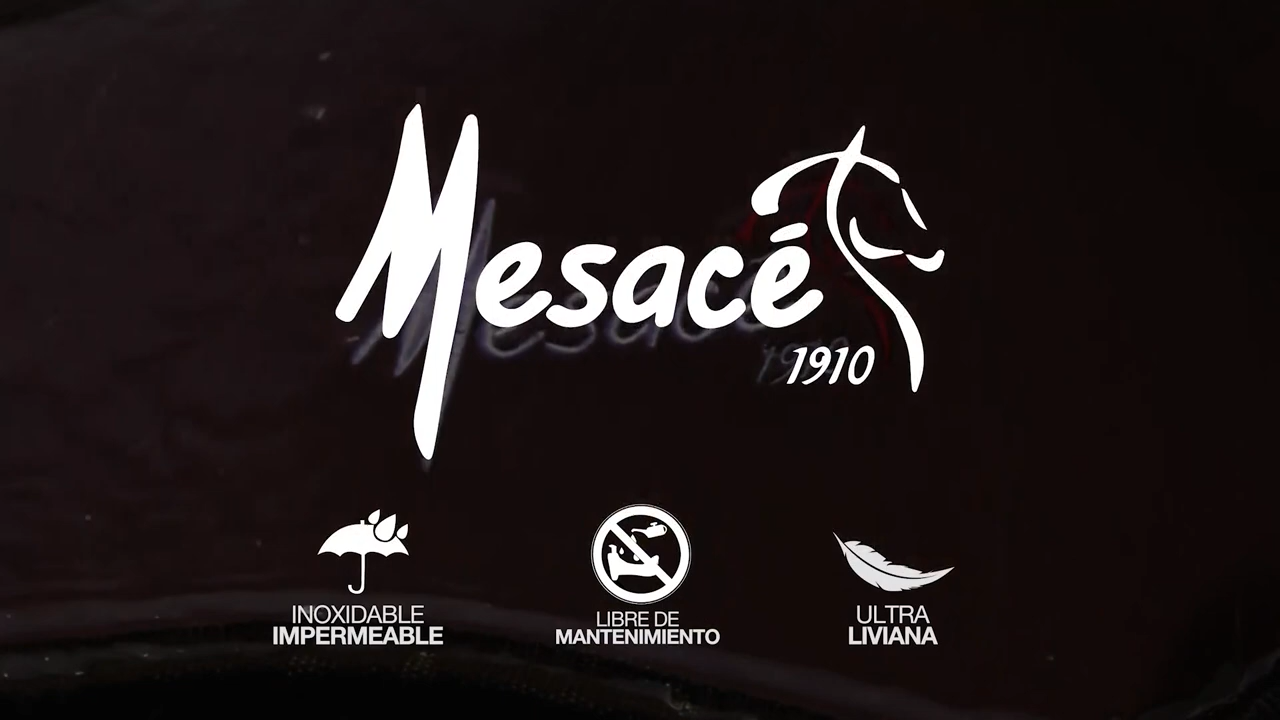 Mesacé
1910
INOXIDABLE
IMPERMEABLE
LIBRE DE
MANTENIMIENTO
ULTRA
LIVIANA